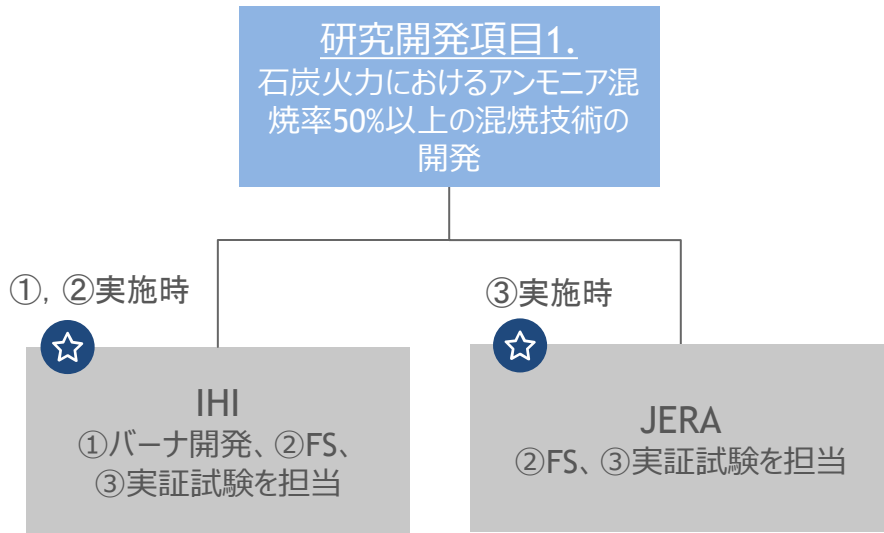 研究開発項目1.
石炭火力におけるアンモニア混
焼率50%以上の混焼技術の
開発
①, ②実施時
③実施時
IHI
①バーナ開発、②FS、
③実証試験を担当
JERA
②FS、③実証試験を担当